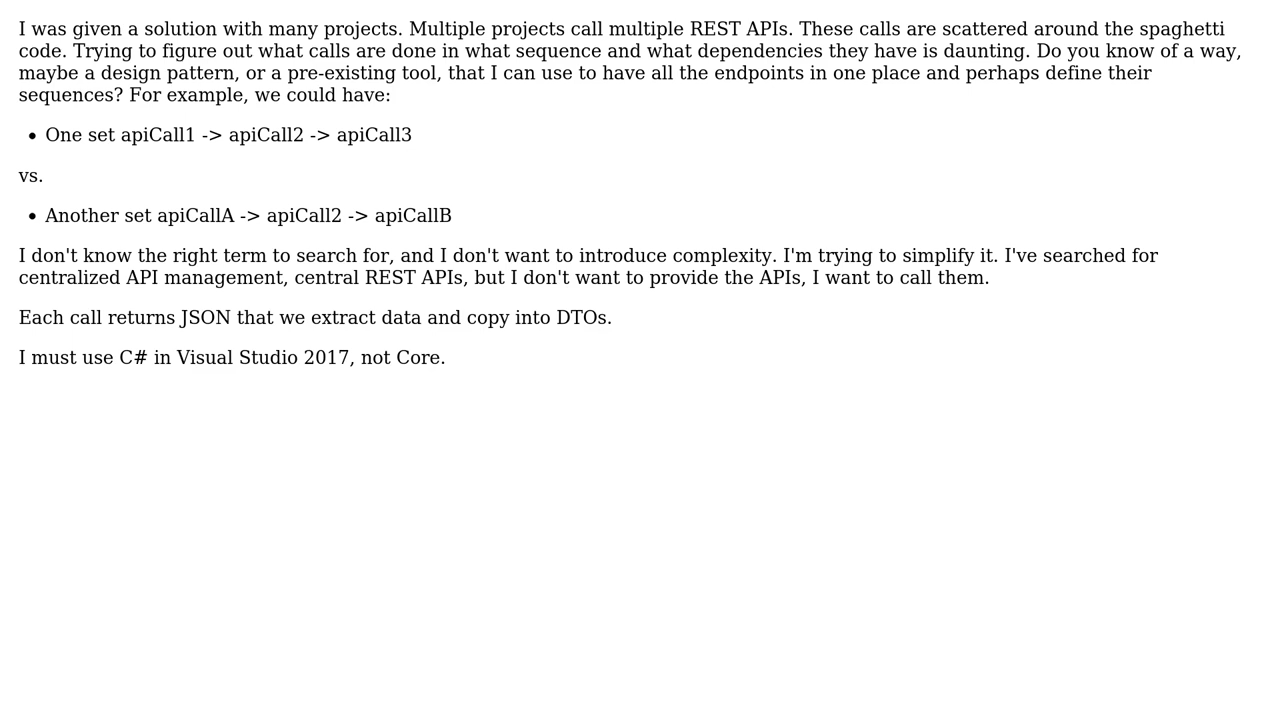 I was given a solution with many projects. Multiple projects call multiple REST APIs. These calls are scattered around the spaghetti
code. Trying to figure out what calls are done in what sequence and what dependencies they have is daunting. Do you know of a way,
maybe a design pattern, or a pre-existing tool, that I can use to have all the endpoints in one place and perhaps define their
sequences? For example, we could have:
• One set apiCall1 -> apiCall2 -> apiCall3
vs.
• Another set apiCallA -> apiCall2 -> apiCallB
I don't know the right term to search for, and I don't want to introduce complexity. I'm trying to simplify it. I've searched for
centralized API management, central REST APIs, but I don't want to provide the APIs, I want to call them.
Each call returns JSON that we extract data and copy into DTOs.
I must use C# in Visual Studio 2017, not Core.